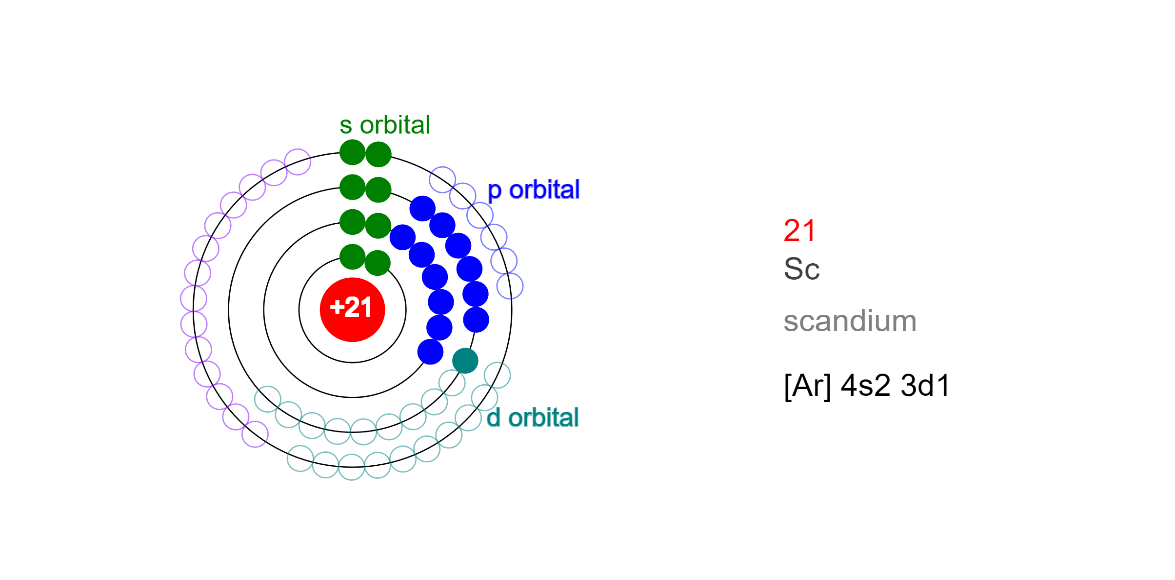 s orbital
p orbital
+21
d orbital
21
Sc
scandium
[Ar] 4s2 3d1